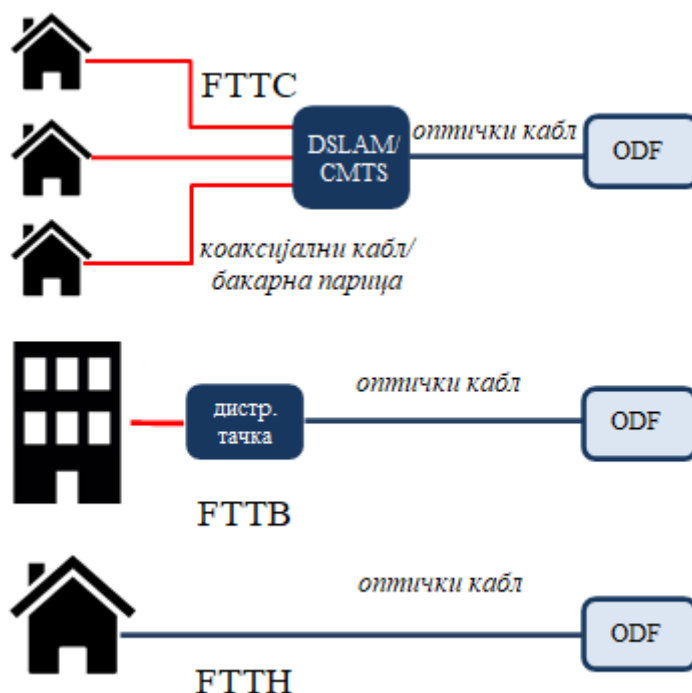 FTTC
оптички кабл
DSLAM/
CMTS
ODF
коаксијални кабл/
бакарна парица
оптички кабл
дистр.
тачка
ODF
FTTB
оптички кабл
ODF
FTTH